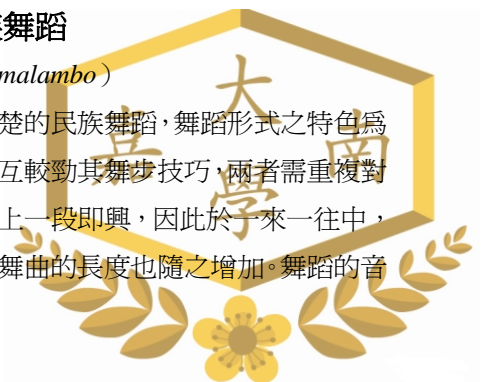 族舞蹈
malambo）
楚的民族舞蹈，舞蹈形式之特色爲
互較勁其舞步技巧，兩者需重複對
上一段即興，因此於一來一往中，
舞曲的長度也隨之增加。舞蹈的音
大
嘉 南
學